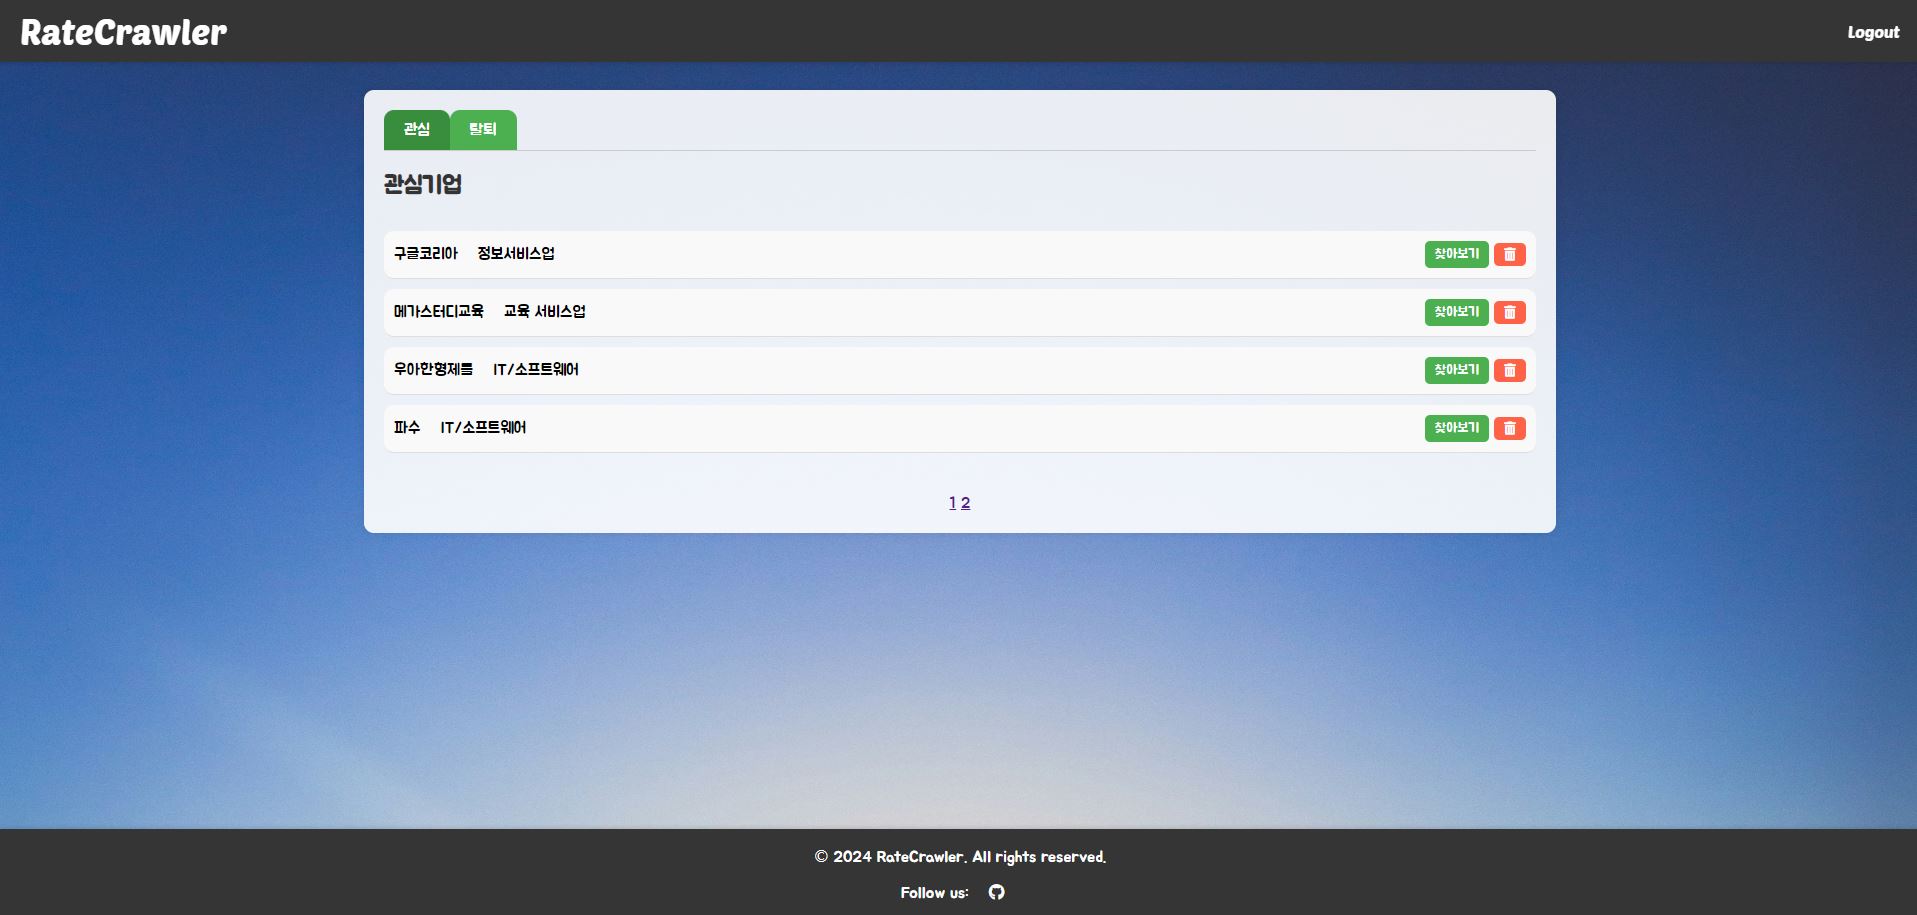 RateCrawler
Logout
관심 탈퇴
관심기업
구글코리아 정보서비스업 찾아보기
메가스터디교육 교육 서비스업 찾아보기
우아한형제들 IT/소프트웨어 찾아보기
파수 IT/소프트웨어 찾아보기
1 2
© 2024 RateCrawler. All rights reserved.
Follow us: